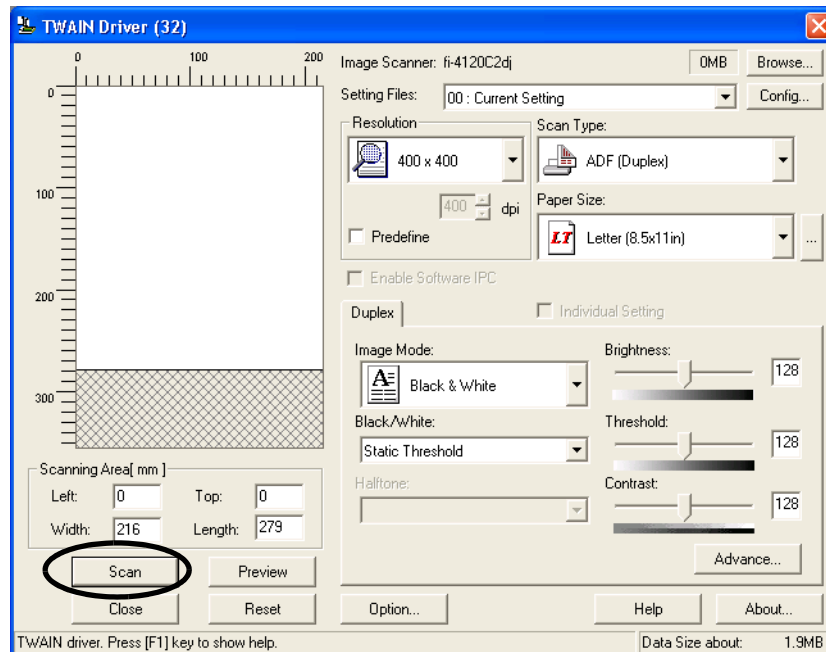 TWAIN Driver (32)
0 100 200
0
100
200
300
Image Scanner: fi-4120C2dj 0MB Browse...
Setting Files: 00 : Current Setting Config...
Resolution
400 x 400
400 dpi
Predefine
Scan Type:
ADF (Duplex)
Paper Size:
LT Letter (8.5x11in) ...
Enable Software IPC
Duplex Individual Setting
Image Mode:
A Black & White
Black/White:
Static Threshold
Halftone:
Brightness:
128
Threshold:
128
Contrast:
128
Advance...
Scanning Area[ mm ]
Left: 0 Top: 0
Width: 216 Length: 279
Scan Preview
Close Reset Option... Help About...
TWAIN driver. Press [F1] key to show help. Data Size about: 1.9MB